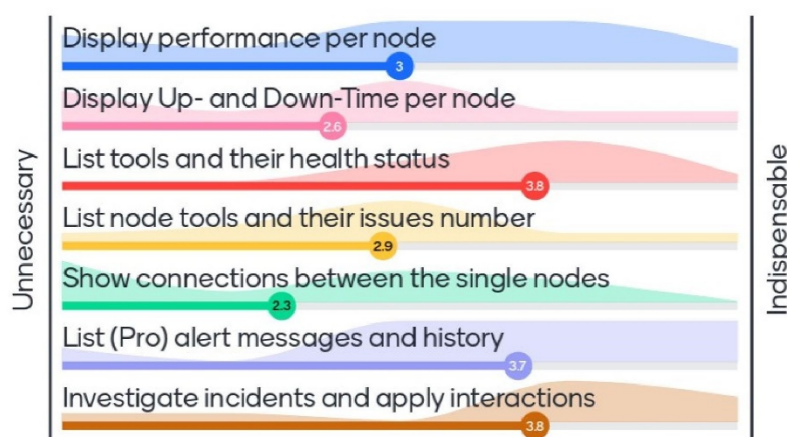 Display performance per node
3
Display Up- and Down-Time per node
2.6
List tools and their health status
3.8
List node tools and their issues number
2.9
Show connections between the single nodes
2.3
List (Pro) alert messages and history
3.7
Investigate incidents and apply interactions
3.8
Unnecessary
Indispensable